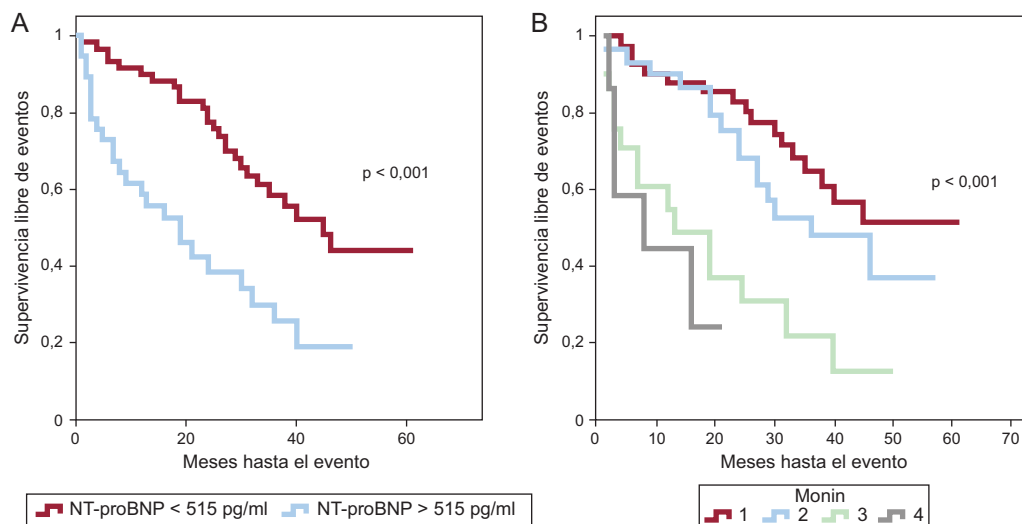 A
Supervivencia libre de eventos
1
0,8
0,6
0,4
0,2
0
p < 0,001
0
20
40
60
Meses hasta el evento
NT-proBNP < 515 pg/ml
NT-proBNP > 515 pg/ml
B
Supervivencia libre de eventos
1
0,8
0,6
0,4
0,2
0
p < 0,001
0
10
20
30
40
50
60
70
Meses hasta el evento
Monin
1
2
3
4